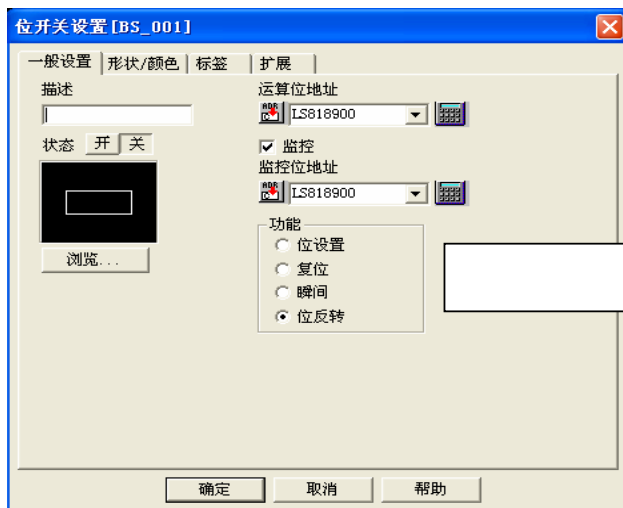 位开关设置[BS_001]
一般设置 形状/颜色 标签 扩展
描述
状态 开 关
浏览...
运算位地址
LS818900
监控
监控位地址
LS818900
功能
位设置
复位
瞬间
位反转
确定 取消 帮助